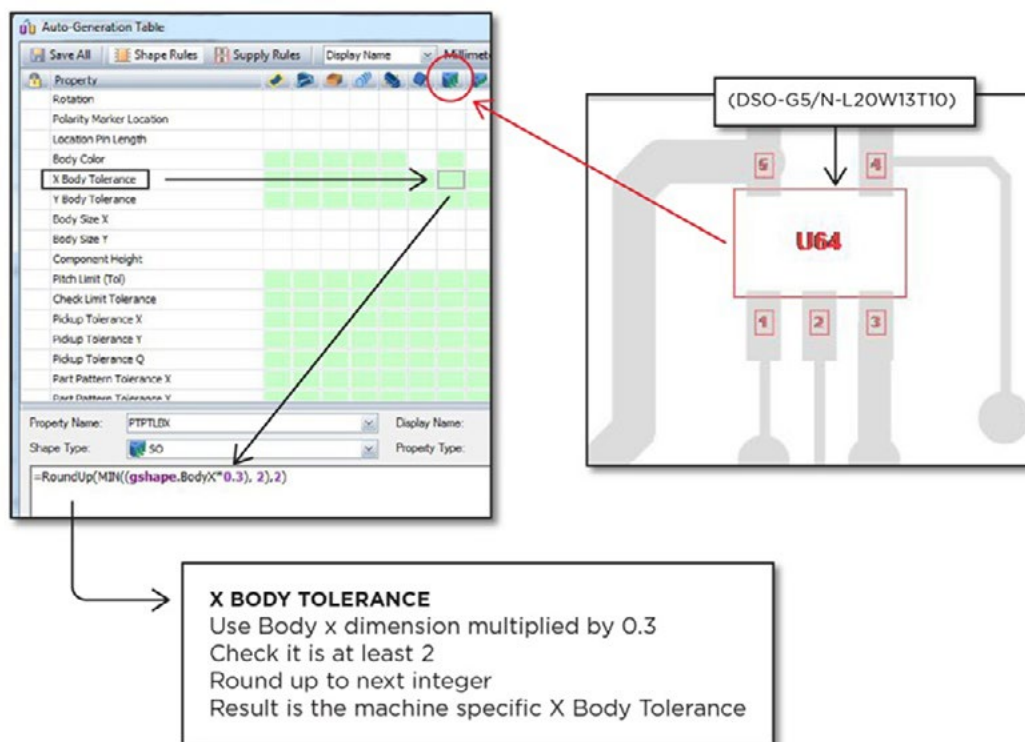 Auto-Generation Table
Save All Shape Rules Supply Rules Display Name Millimet
Property
Rotation
Polarity Marker Location
Location Pin Length
Body Color
X Body Tolerance
Y Body Tolerance
Body Size X
Body Size Y
Component Height
Pitch Limit (Tol)
Check Limit Tolerance
Pickup Tolerance X
Pickup Tolerance Y
Pickup Tolerance Q
Part Pattern Tolerance X
Part Pattern Tolerance Y
Property Name: PTPTLBX Display Name:
Shape Type: SO Property Type:
=RoundUp(MIN((gshape.BodyX*0.3), 2),2)
(DSO-G5/N-L20W13T10)
5 4
U64
1 2 3
X BODY TOLERANCE
Use Body x dimension multiplied by 0.3
Check it is at least 2
Round up to next integer
Result is the machine specific X Body Tolerance